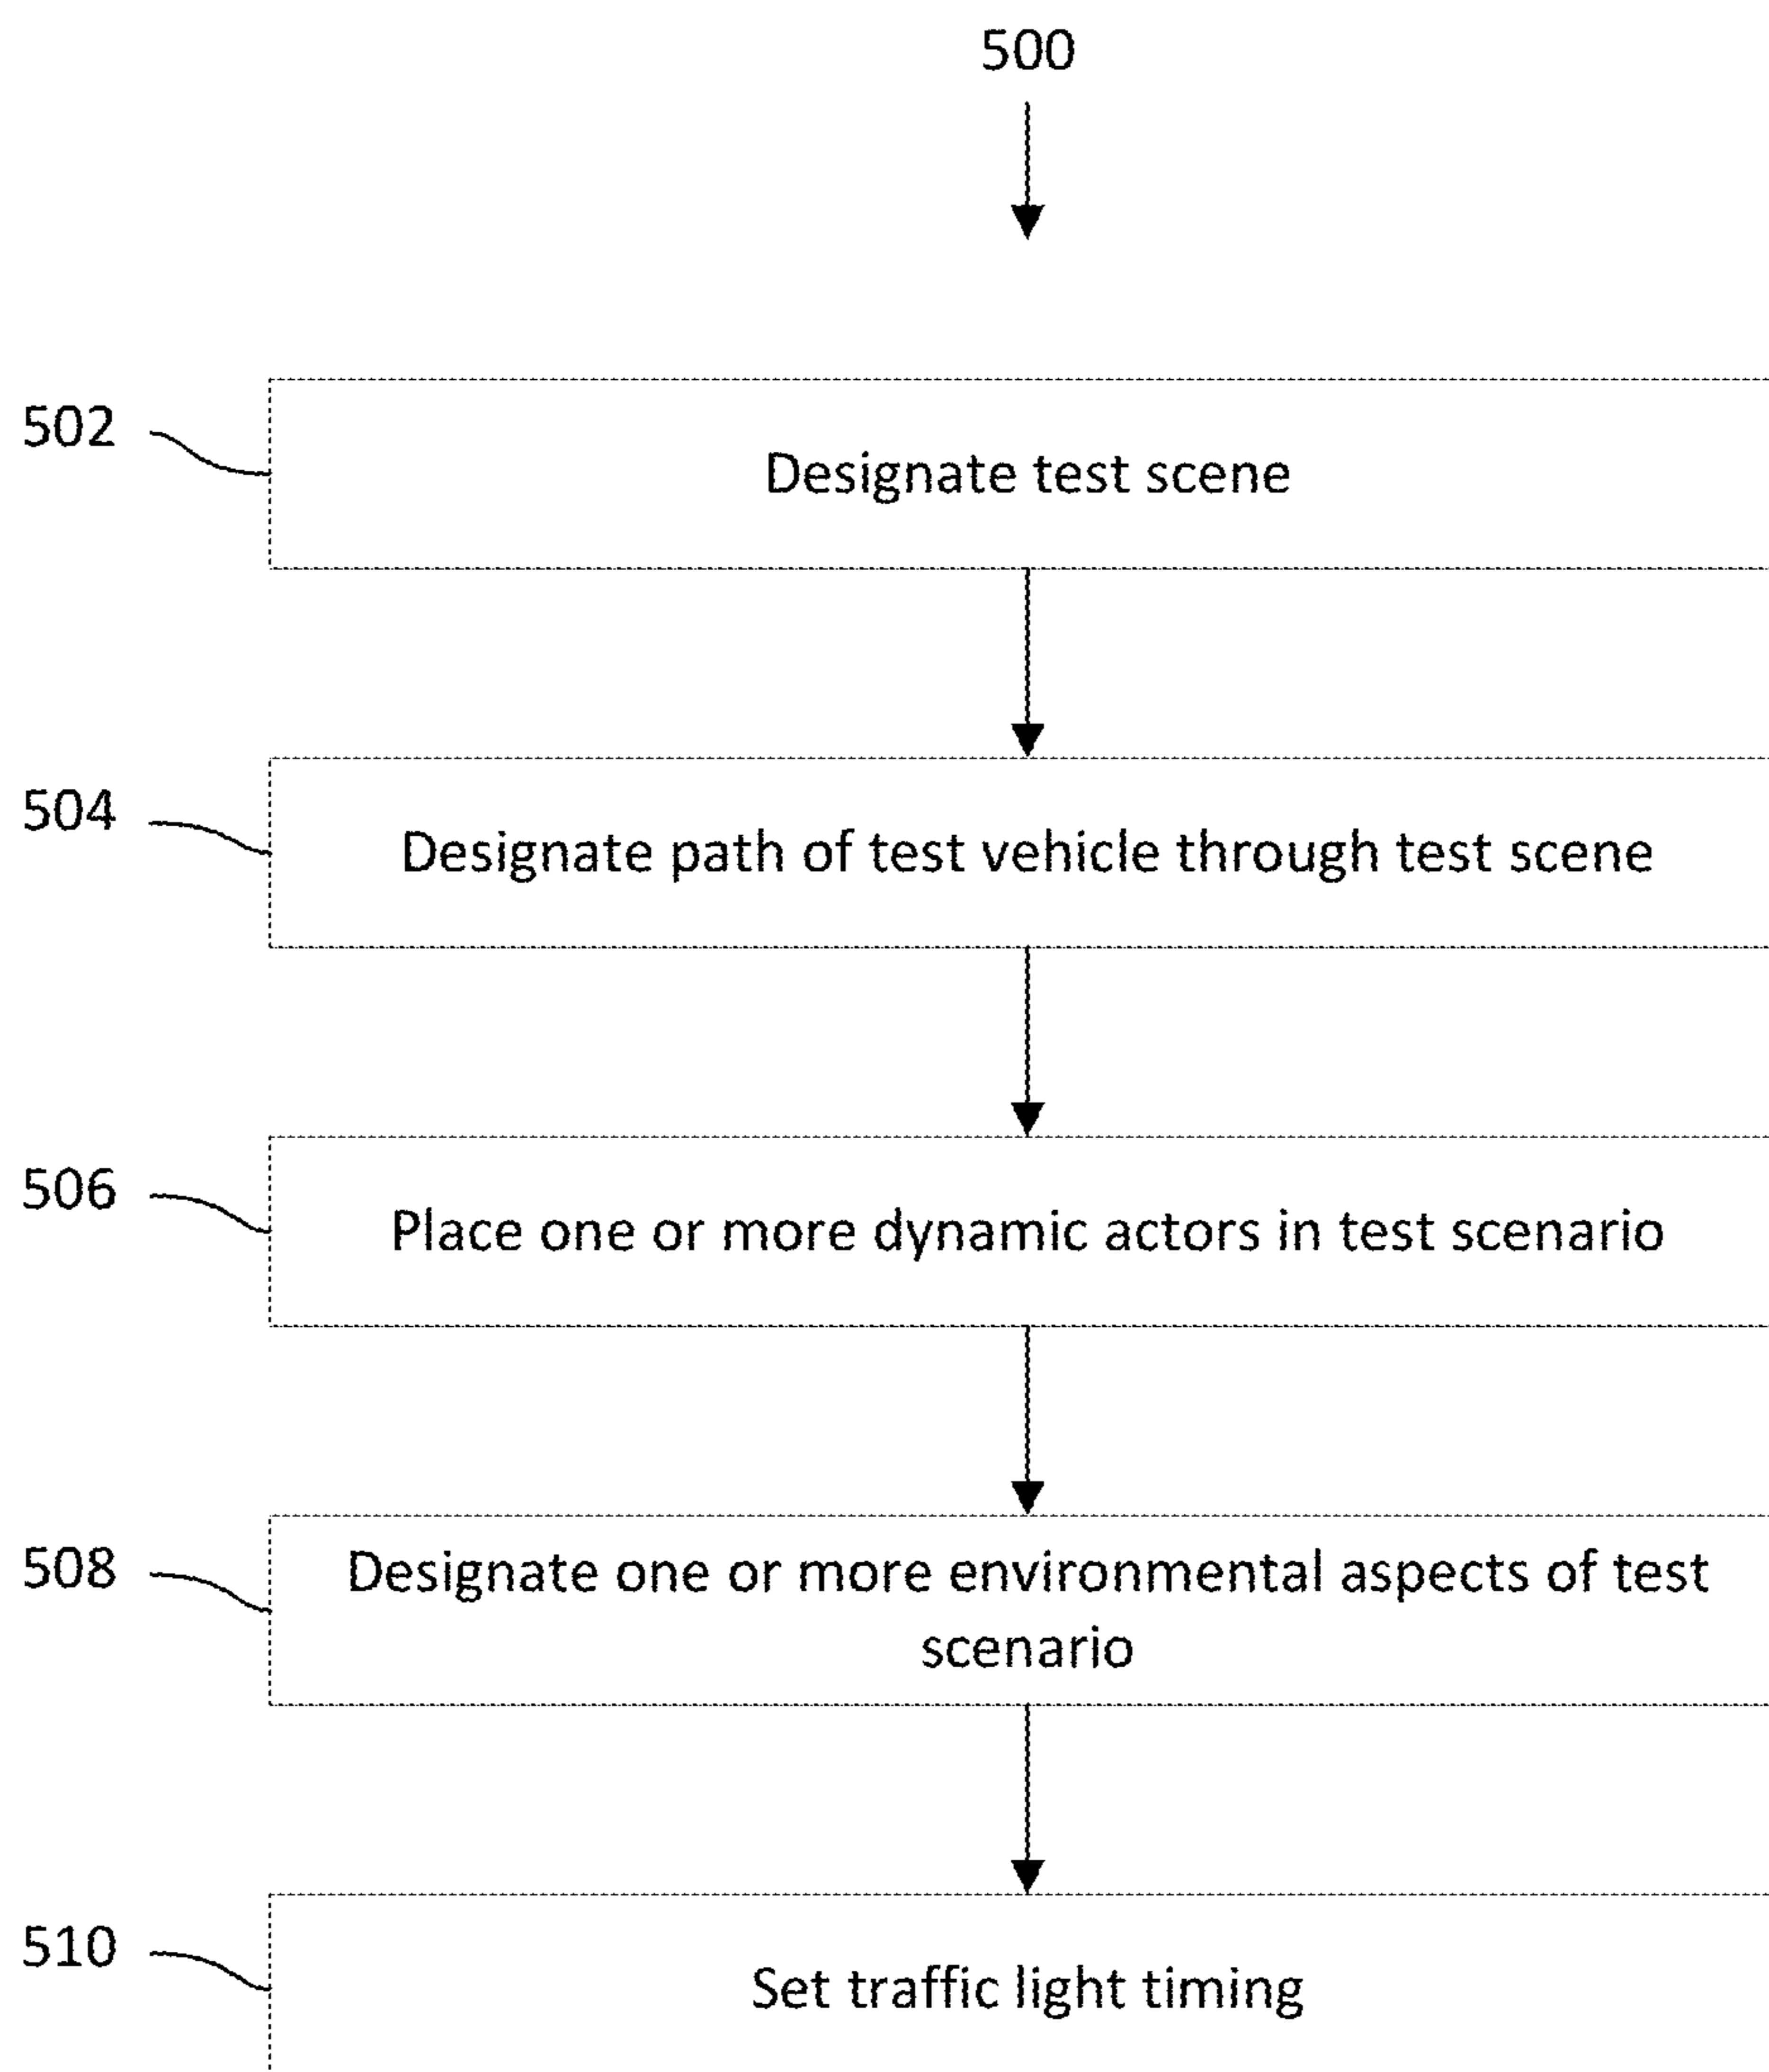 500
502
Designate test scene
504
Designate path of test vehicle through test scene
506
Place one or more dynamic actors in test scenario
508
Designate one or more environmental aspects of test
scenario
510
Set traffic light timing